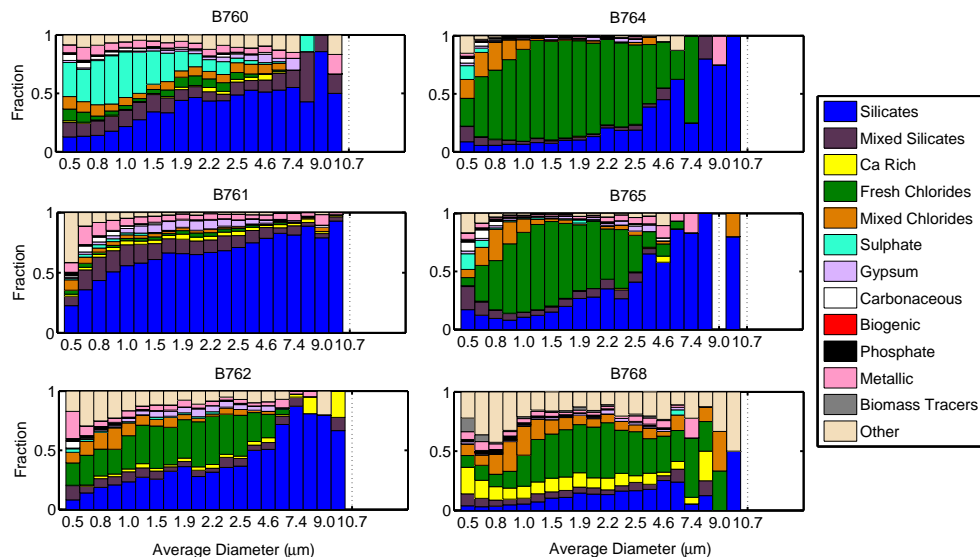 B760
B764
1
0.5
0
0.5 0.8 1.0 1.5 1.9 2.2 2.5 4.6 7.4 9.0 10.7
Fraction
1
0.5
0
0.5 0.8 1.0 1.5 1.9 2.2 2.5 4.6 7.4 9.0 10.7
B761
B765
1
0.5
0
0.5 0.8 1.0 1.5 1.9 2.2 2.5 4.6 7.4 9.0 10.7
Fraction
1
0.5
0
0.5 0.8 1.0 1.5 1.9 2.2 2.5 4.6 7.4 9.0 10.7
B762
B768
1
0.5
0
0.5 0.8 1.0 1.5 1.9 2.2 2.5 4.6 7.4 9.0 10.7
Fraction
Average Diameter (μm)
1
0.5
0
0.5 0.8 1.0 1.5 1.9 2.2 2.5 4.6 7.4 9.0 10.7
Average Diameter (μm)
Silicates
Mixed Silicates
Ca Rich
Fresh Chlorides
Mixed Chlorides
Sulphate
Gypsum
Carbonaceous
Biogenic
Phosphate
Metallic
Biomass Tracers
Other